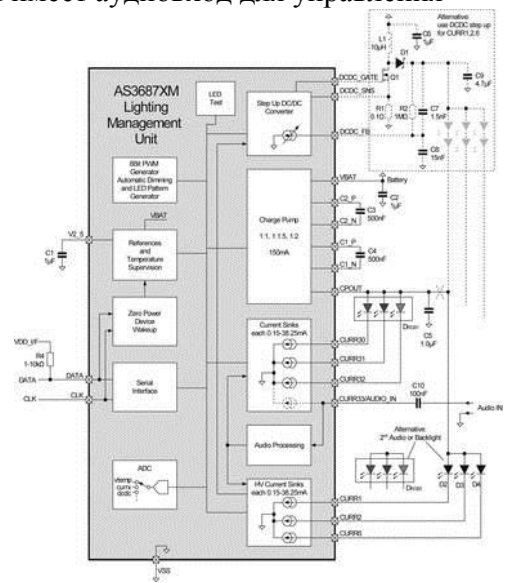 имеет аудиовход для управления
Alternative:
use DCDC step up
for CURR1,2,6
L1
10µH
C6
1µF
D1
DCDC_GATE
Q1
C9
4.7µF
DCDC_SNS
AS3687XM
Lighting
Management
Unit
LED
Test
Step Up DC/DC
Converter
R1
0.1Ω
R2
1MΩ
C7
1.5nF
DCDC_FB
C8
15nF
8Bit PWM
Generator
Automatic Dimming
and LED Pattern
Generator
VBAT
Battery
C2
1µF
C2_P
C3
500nF
C2_N
Charge Pump
1:1, 1:1.5, 1:2
150mA
C1_P
C4
500nF
C1_N
VBAT
V2_5
C1
1µF
References
and
Temperature
Supervision
CPOUT
Zero Power
Device
Wakeup
C5
1.0µF
Current Sinks
each 0.15-38.25mA
CURR30
CURR31
CURR32
VDD_I/F
R4
1-10kΩ
DATA
DATA
CLK
CLK
Serial
Interface
CURR33/AUDIO_IN
C10
100nF
Audio IN
Audio Processing
Alternative
2nd Audio or Backlight
ADC
HV Current Sinks
each 0.15-38.25mA
D2
D3
D4
CURR1
CURR2
CURR6
VSS